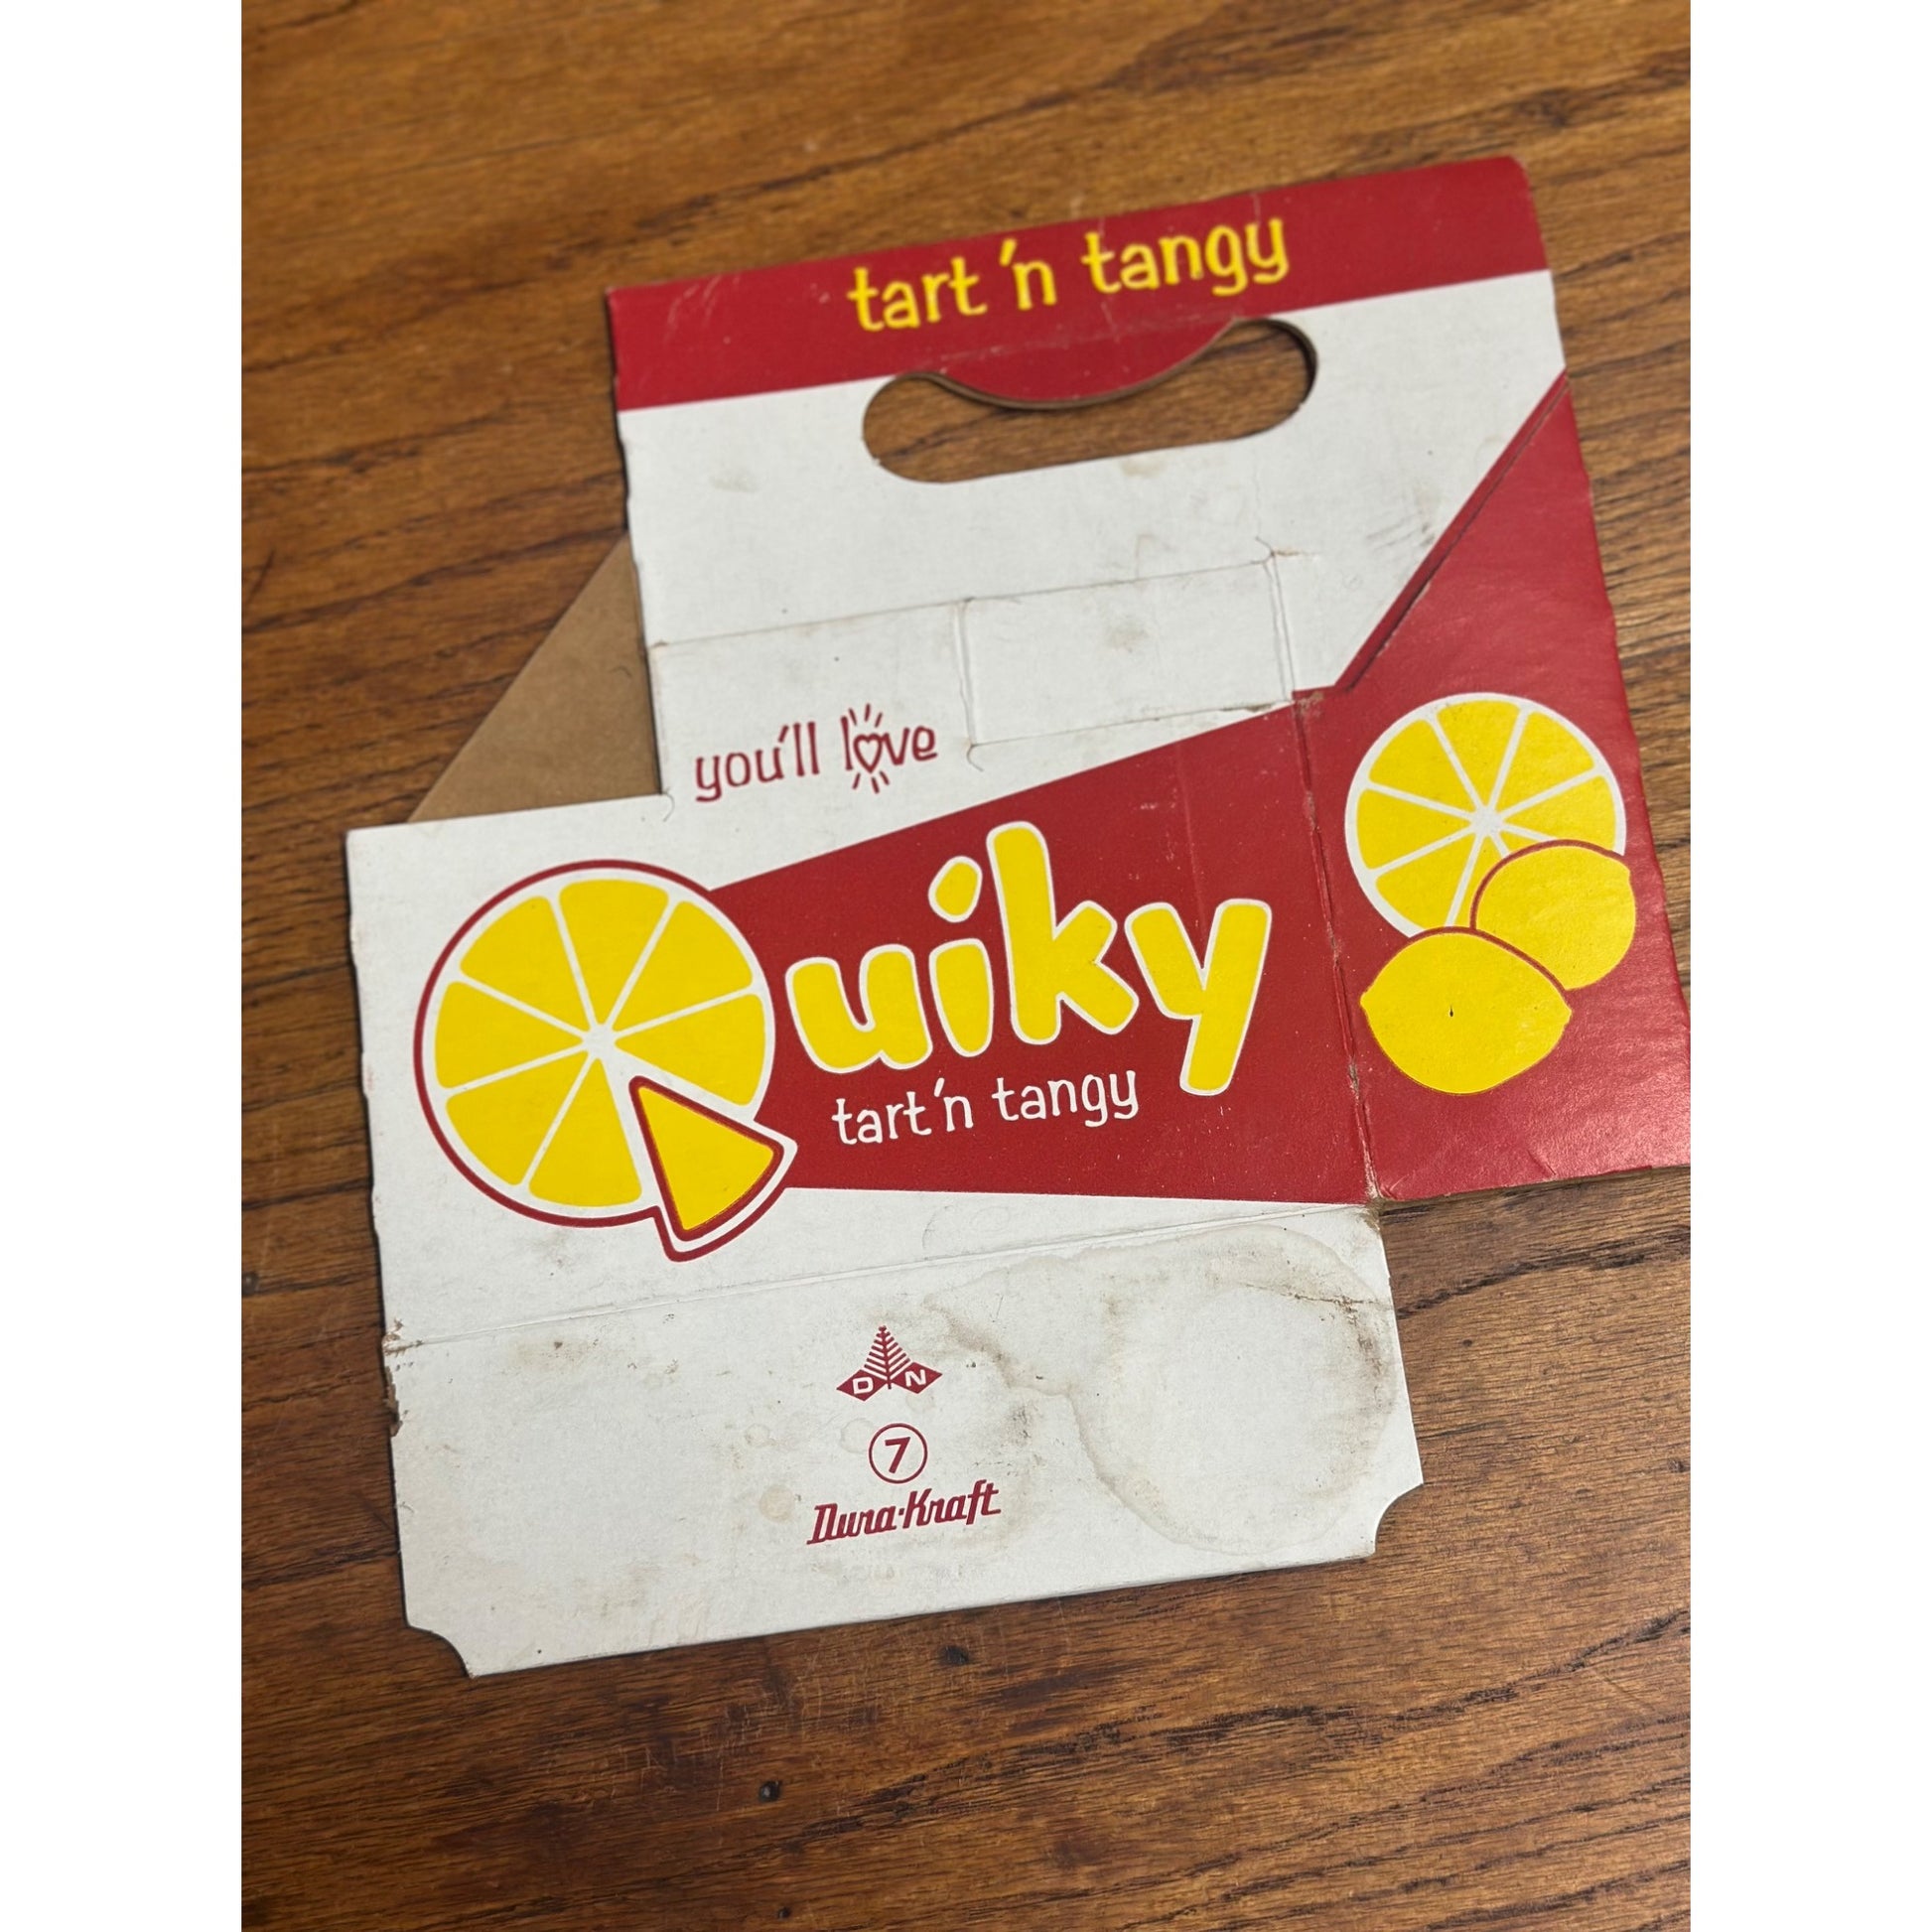 tart 'n tangy
you'll love
Quiky
tart 'n tangy
D N
7
Dura-Kraft